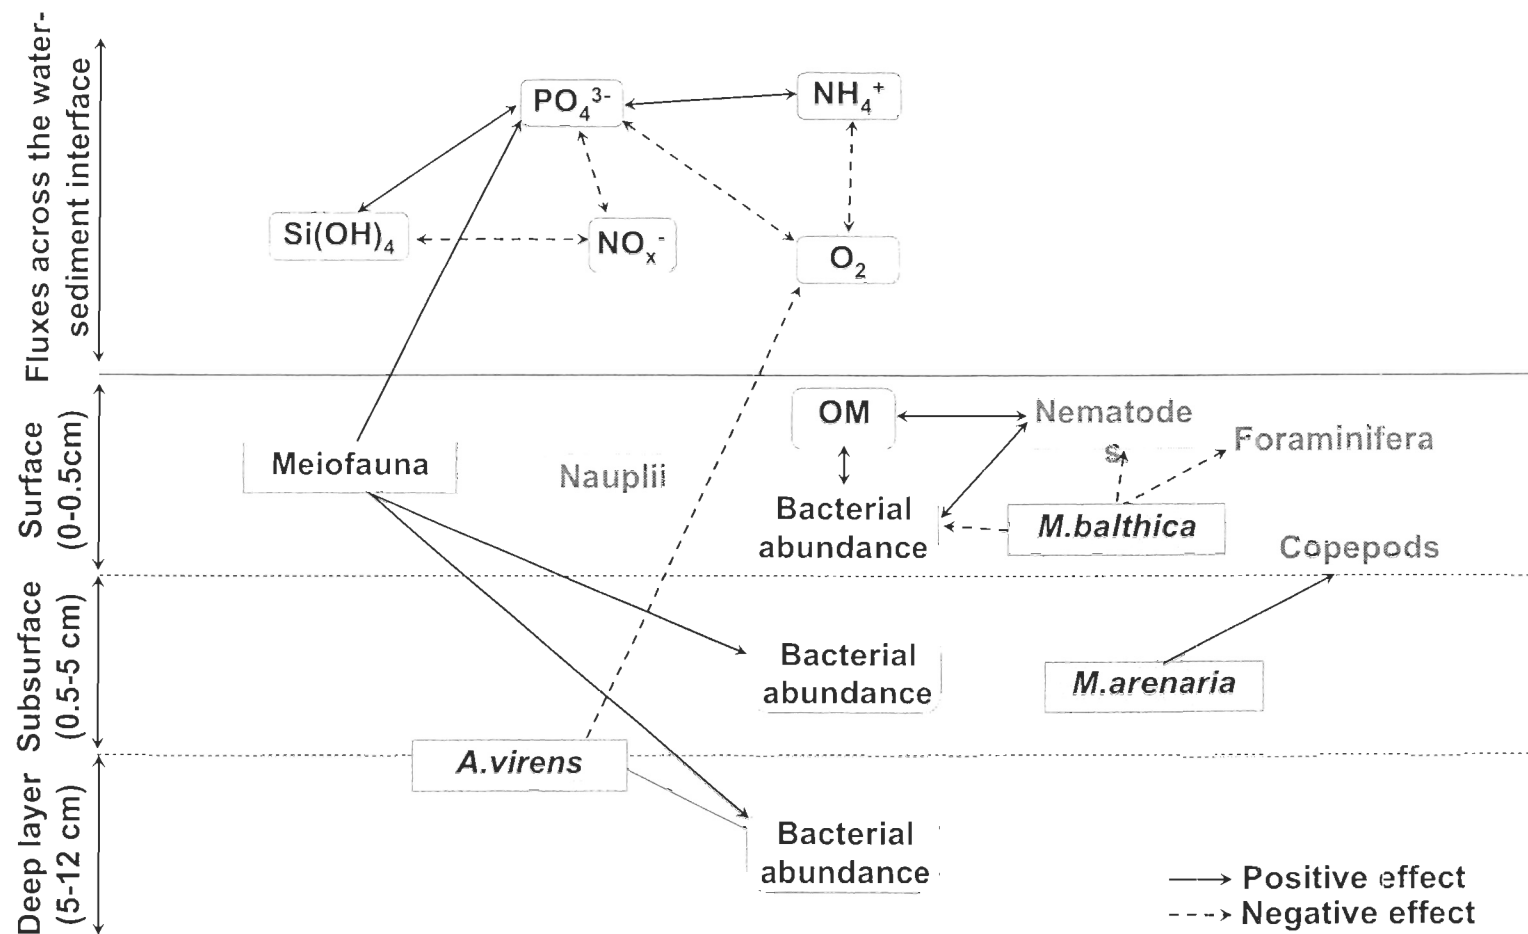 Fluxes across the water-
sediment interface
PO₄³⁻
NH₄⁺
Si(OH)₄
NOₓ⁻
O₂
Surface
(0-0.5cm)
Meiofauna
Nauplii
OM
Nematode
s
Foraminifera
Bacterial
abundance
M.balthica
Copepods
Subsurface
(0.5-5 cm)
Bacterial
abundance
M.arenaria
Deep layer
(5-12 cm)
A.virens
Bacterial
abundance
Positive effect
Negative effect